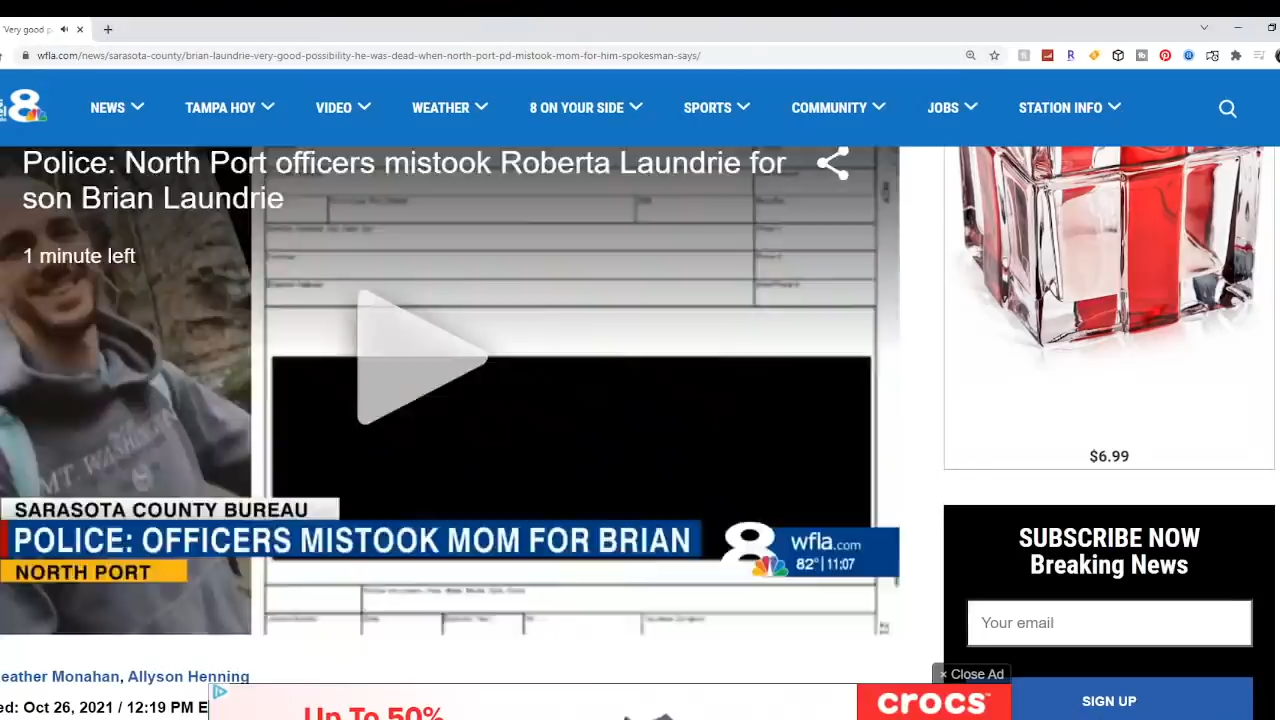 'Very good p
wfla.com/news/sarasota-county/brian-laundrie-very-good-possibility-he-was-dead-when-north-port-pd-mistook-mom-for-him-spokesman-says/
8
NEWS
TAMPA HOY
VIDEO
WEATHER
8 ON YOUR SIDE
SPORTS
COMMUNITY
JOBS
STATION INFO
Police: North Port officers mistook Roberta Laundrie for
son Brian Laundrie
1 minute left
MT. WASHING
SARASOTA COUNTY BUREAU
POLICE: OFFICERS MISTOOK MOM FOR BRIAN
NORTH PORT
8 wfla.com
82° | 11:07
$6.99
SUBSCRIBE NOW
Breaking News
Your email
SIGN UP
eather Monahan, Allyson Henning
ed: Oct 26, 2021 / 12:19 PM E
× Close Ad
Up To 50%
crocs™